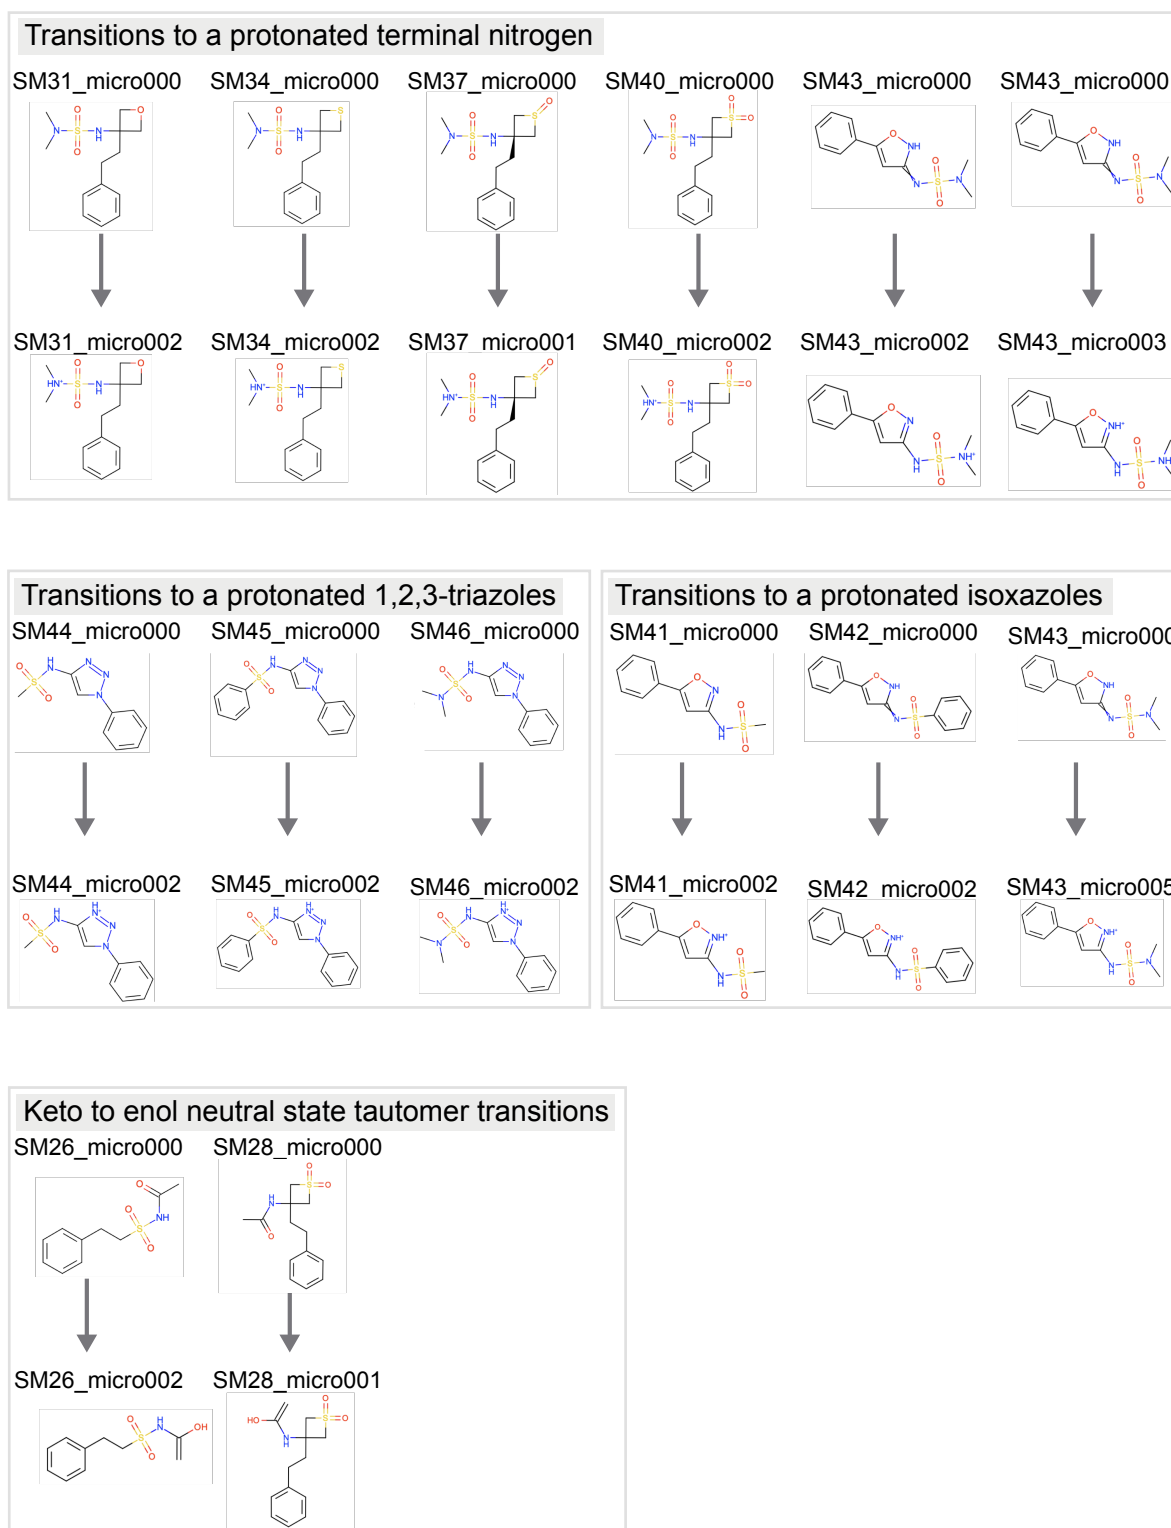 Transitions to a protonated terminal nitrogen
SM31_micro000 SM34_micro000 SM37_micro000 SM40_micro000 SM43_micro000 SM43_micro000
SM31_micro002 SM34_micro002 SM37_micro001 SM40_micro002 SM43_micro002 SM43_micro003
Transitions to a protonated 1,2,3-triazoles
SM44_micro000 SM45_micro000 SM46_micro000
SM44_micro002 SM45_micro002 SM46_micro002
Transitions to a protonated isoxazoles
SM41_micro000 SM42_micro000 SM43_micro000
SM41_micro002 SM42_micro002 SM43_micro005
Keto to enol neutral state tautomer transitions
SM26_micro000 SM28_micro000
SM26_micro002 SM28_micro001